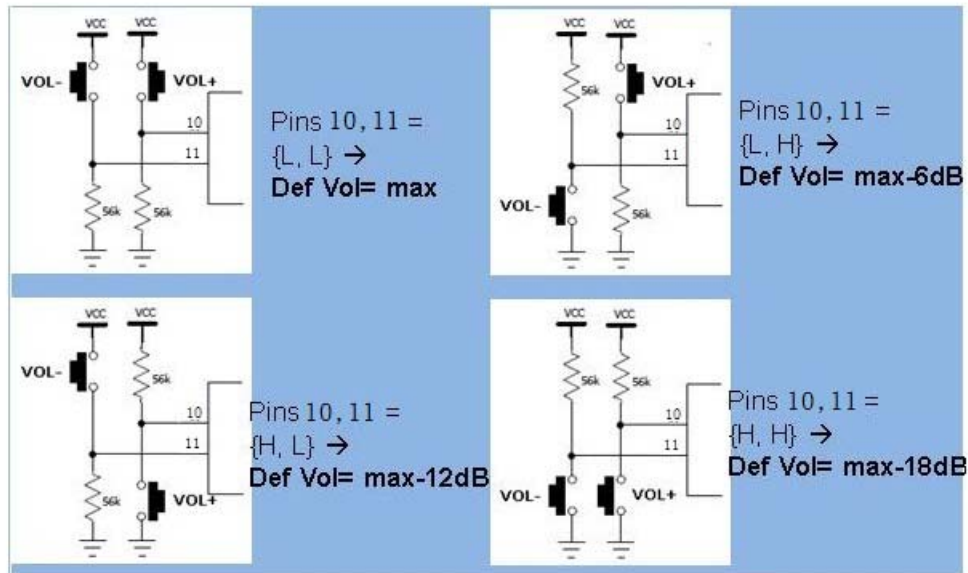 VCC VCC
VOL- VOL+
10
11
56k 56k
Pins 10, 11 =
{L, L} →
Def Vol= max
VCC VCC
56k VOL+
10
11
VOL- 56k
Pins 10, 11 =
{L, H} →
Def Vol= max-6dB
VCC VCC
VOL- 56k
10
11
56k VOL+
Pins 10, 11 =
{H, L} →
Def Vol= max-12dB
VCC VCC
56k 56k
10
11
VOL- VOL+
Pins 10, 11 =
{H, H} →
Def Vol= max-18dB